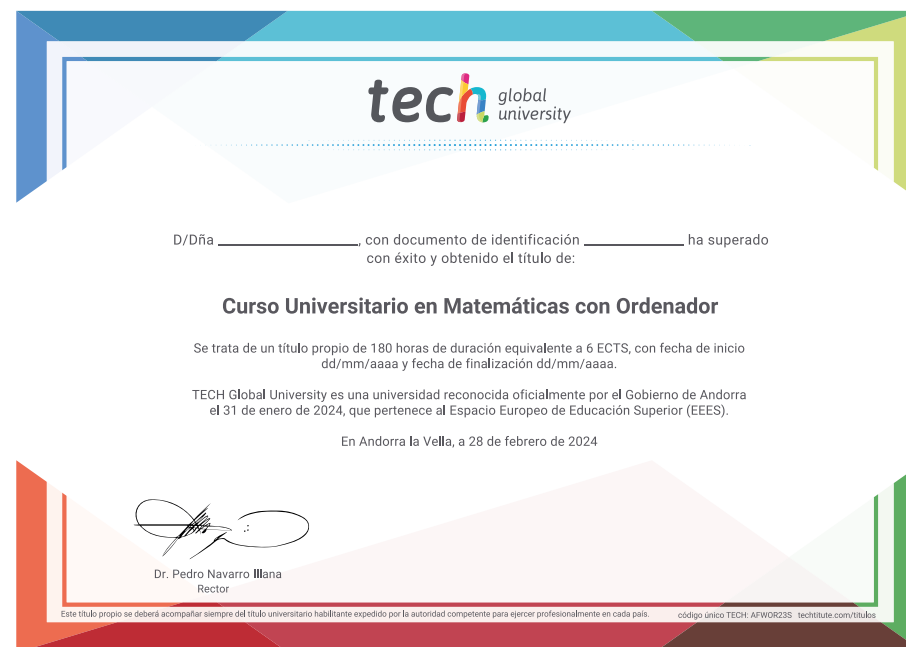 tech global university
D/Dña ____________________, con documento de identificación ______________ ha superado
con éxito y obtenido el título de:
Curso Universitario en Matemáticas con Ordenador
Se trata de un título propio de 180 horas de duración equivalente a 6 ECTS, con fecha de inicio
dd/mm/aaaa y fecha de finalización dd/mm/aaaa.
TECH Global University es una universidad reconocida oficialmente por el Gobierno de Andorra
el 31 de enero de 2024, que pertenece al Espacio Europeo de Educación Superior (EEES).
En Andorra la Vella, a 28 de febrero de 2024
Dr. Pedro Navarro Illana
Rector
Este título propio se deberá acompañar siempre del título universitario habilitante expedido por la autoridad competente para ejercer profesionalmente en cada país.
código único TECH: AFWOR23S techtitute.com/titulos